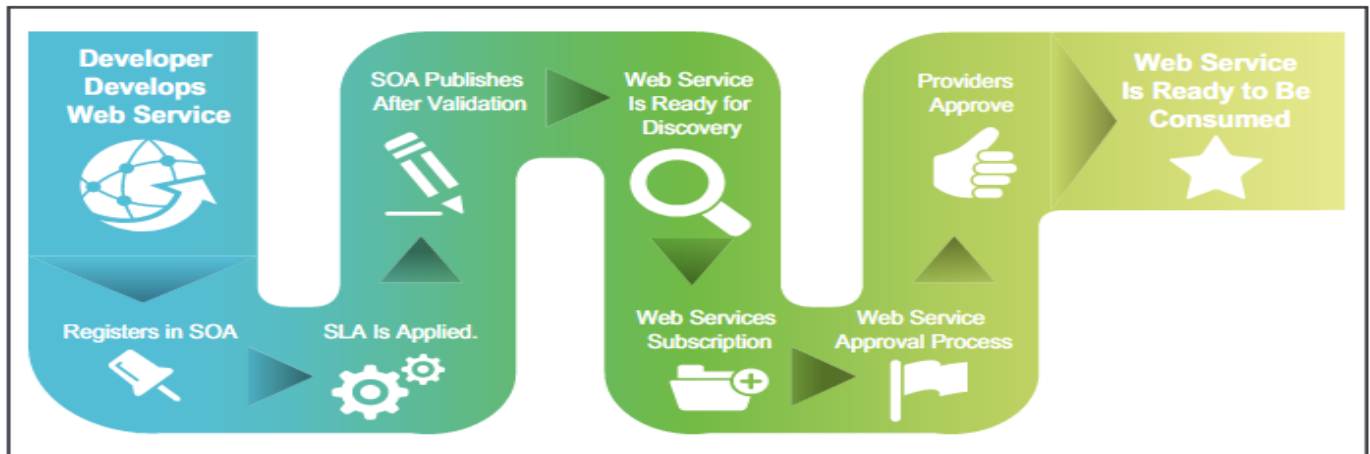 Developer
Develops
Web Service
Registers in SOA
SLA Is Applied.
SOA Publishes
After Validation
Web Service
Is Ready for
Discovery
Web Services
Subscription
Web Service
Approval Process
Providers
Approve
Web Service
Is Ready to Be
Consumed